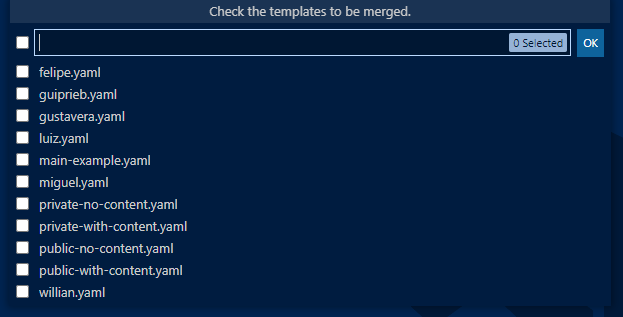 Check the templates to be merged.
0 Selected OK
felipe.yaml
guiprieb.yaml
gustavera.yaml
luiz.yaml
main-example.yaml
miguel.yaml
private-no-content.yaml
private-with-content.yaml
public-no-content.yaml
public-with-content.yaml
willian.yaml